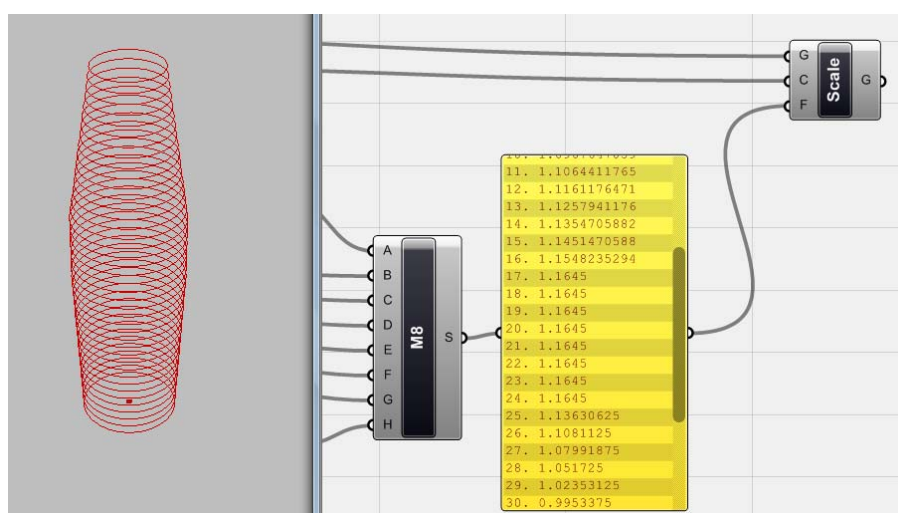 G
C
F
Scale
G
11. 1.1064411765
12. 1.1161176471
13. 1.1257941176
14. 1.1354705882
15. 1.1451470588
16. 1.1548235294
17. 1.1645
18. 1.1645
19. 1.1645
20. 1.1645
21. 1.1645
22. 1.1645
23. 1.1645
24. 1.1645
25. 1.13630625
26. 1.1081125
27. 1.07991875
28. 1.051725
29. 1.02353125
30. 0.9953375
A
B
C
D
E
F
G
H
M8
S